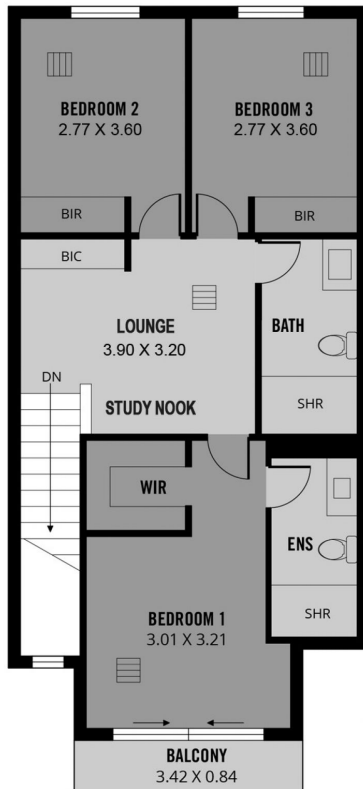 BEDROOM 2
2.77 X 3.60
BEDROOM 3
2.77 X 3.60
BIR
BIR
BIC
LOUNGE
3.90 X 3.20
BATH
DN
STUDY NOOK
SHR
WIR
ENS
BEDROOM 1
3.01 X 3.21
SHR
BALCONY
3.42 X 0.84